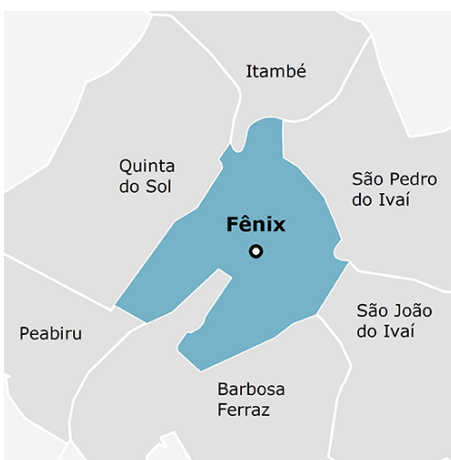 Itambé
Quinta
do Sol
São Pedro
do Ivaí
Fênix
São João
do Ivaí
Peabiru
Barbosa
Ferraz